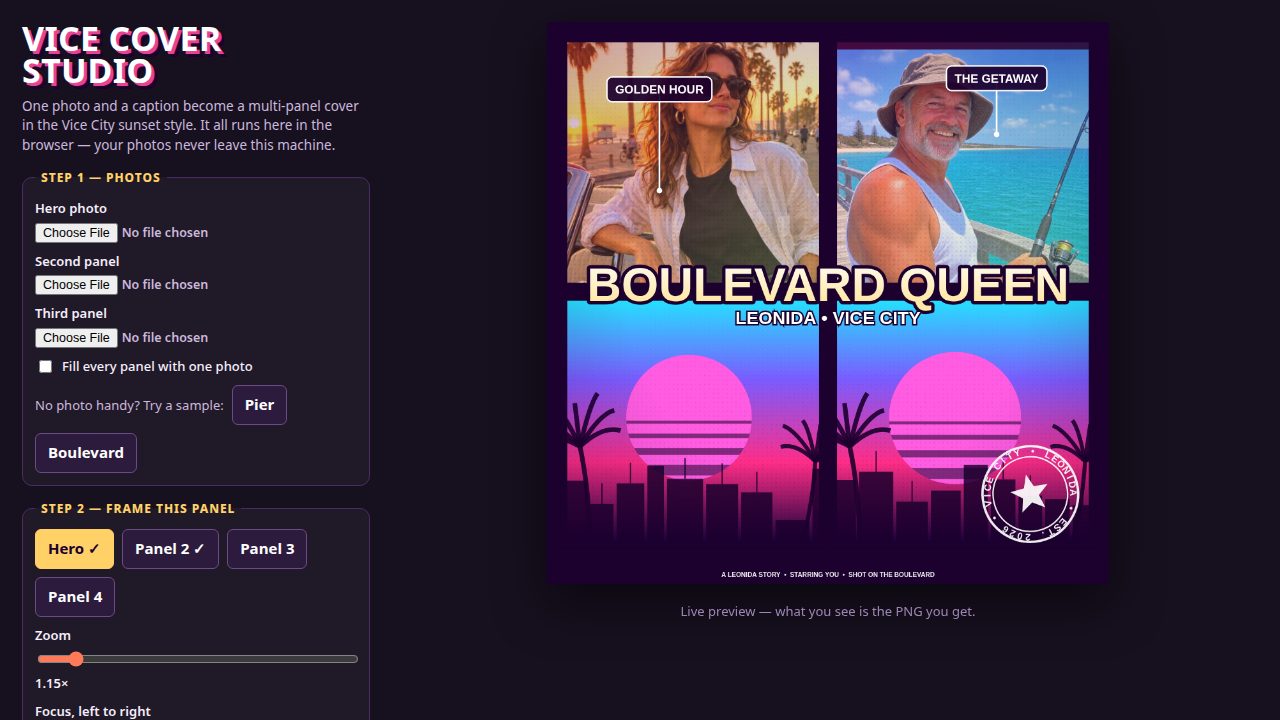 VICE COVER
STUDIO
One photo and a caption become a multi-panel cover
in the Vice City sunset style. It all runs here in the
browser — your photos never leave this machine.
STEP 1 — PHOTOS
Hero photo
Choose File No file chosen
Second panel
Choose File No file chosen
Third panel
Choose File No file chosen
Fill every panel with one photo
No photo handy? Try a sample: Pier
Boulevard
STEP 2 — FRAME THIS PANEL
Hero ✓ Panel 2 ✓ Panel 3
Panel 4
Zoom
1.15×
Focus, left to right
GOLDEN HOUR
THE GETAWAY
BOULEVARD QUEEN
LEONIDA • VICE CITY
VICE CITY • LEONIDA • EST. 2026 •
A LEONIDA STORY • STARRING YOU • SHOT ON THE BOULEVARD
Live preview — what you see is the PNG you get.